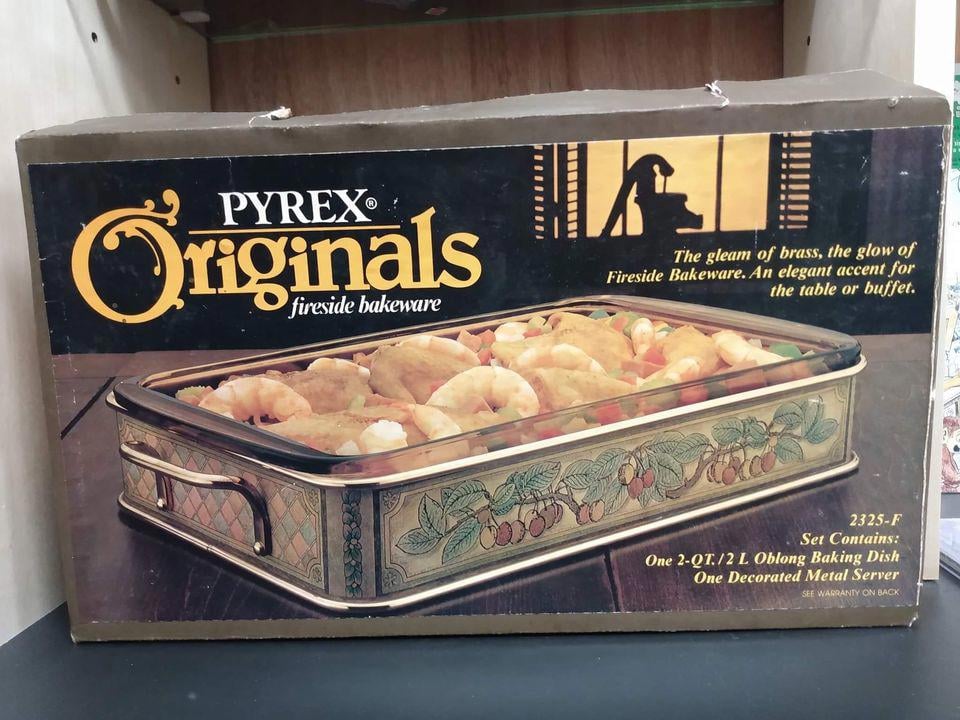 PYREX®
Originals
fireside bakeware
The gleam of brass, the glow of
Fireside Bakeware. An elegant accent for
the table or buffet.
2325-F
Set Contains:
One 2-QT./2 L Oblong Baking Dish
One Decorated Metal Server
SEE WARRANTY ON BACK